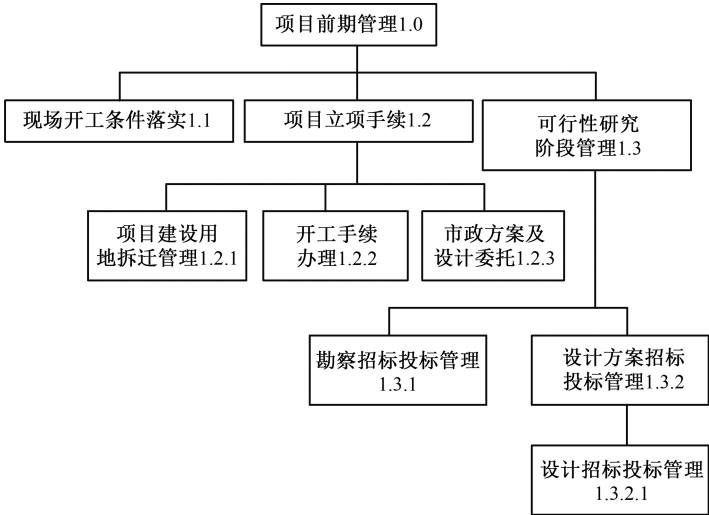 项目前期管理1.0
现场开工条件落实1.1
项目立项手续1.2
可行性研究
阶段管理1.3
项目建设用
地拆迁管理1.2.1
开工手续
办理1.2.2
市政方案及
设计委托1.2.3
勘察招标投标管理
1.3.1
设计方案招标
投标管理1.3.2
设计招标投标管理
1.3.2.1